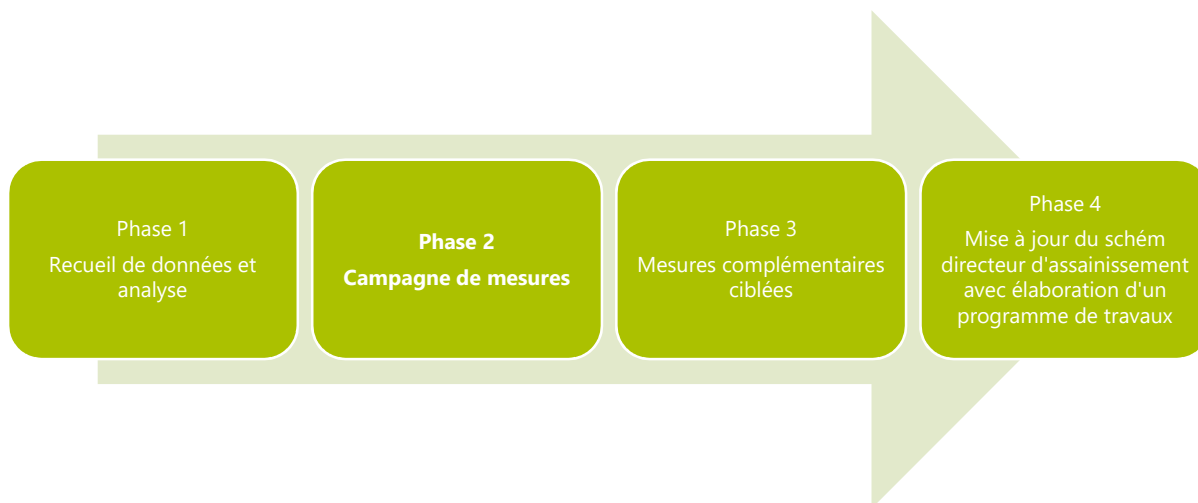 Phase 1
Recueil de données et
analyse
Phase 2
Campagne de mesures
Phase 3
Mesures complémentaires
ciblées
Phase 4
Mise à jour du schém
directeur d'assainissement
avec élaboration d'un
programme de travaux